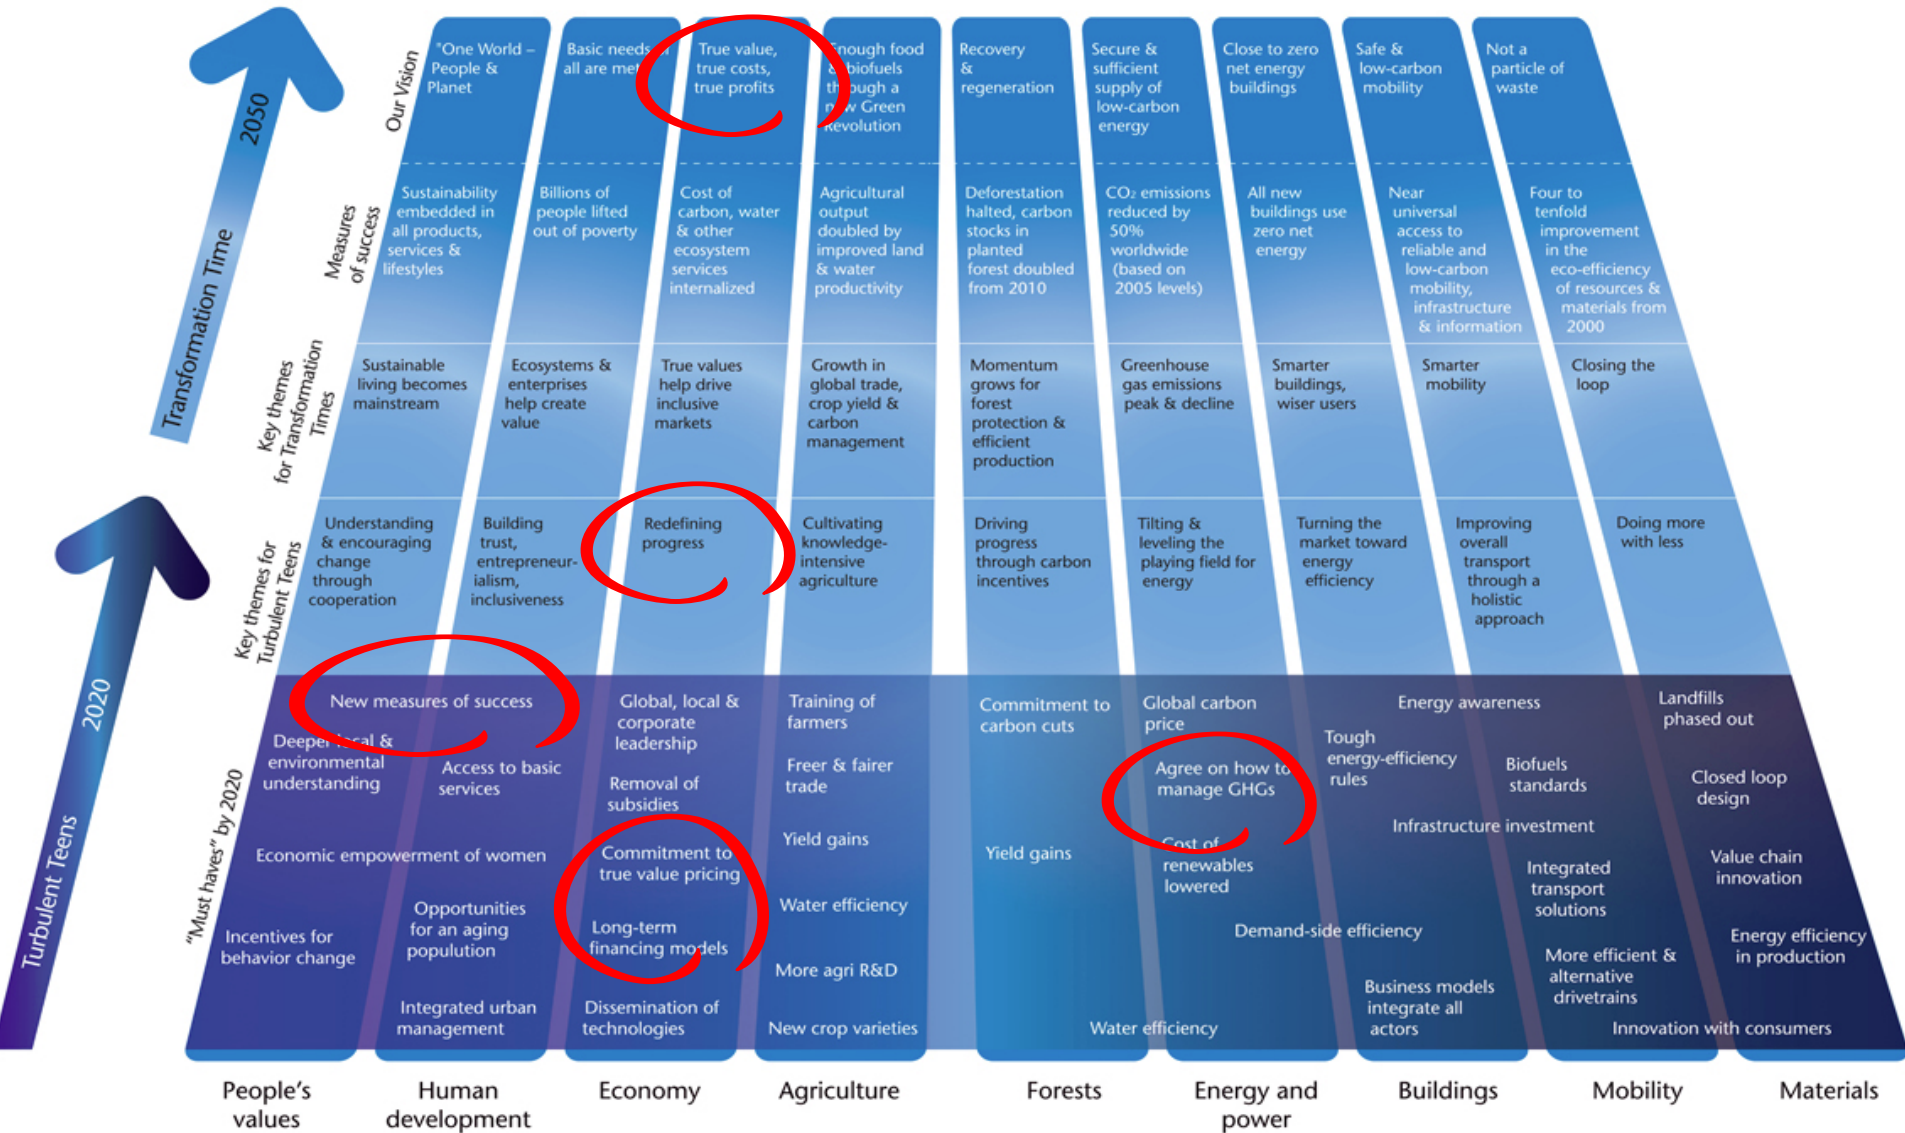 2050
Transformation Time
2020
Turbulent Teens
Our Vision
"One World –
People &
Planet
Basic needs of
all are met
True value,
true costs,
true profits
Enough food
& biofuels
through a
new Green
Revolution
Recovery
&
regeneration
Secure &
sufficient
supply of
low-carbon
energy
Close to zero
net energy
buildings
Safe &
low-carbon
mobility
Not a
particle of
waste
Measures
of success
Sustainability
embedded in
all products,
services &
lifestyles
Billions of
people lifted
out of poverty
Cost of
carbon, water
& other
ecosystem
services
internalized
Agricultural
output
doubled by
improved land
& water
productivity
Deforestation
halted, carbon
stocks in
planted
forest doubled
from 2010
CO2 emissions
reduced by
50%
worldwide
(based on
2005 levels)
All new
buildings use
zero net
energy
Near
universal
access to
reliable and
low-carbon
mobility,
infrastructure
& information
Four to
tenfold
improvement
in the
eco-efficiency
of resources &
materials from
2000
Key themes
for Transformation
Times
Sustainable
living becomes
mainstream
Ecosystems &
enterprises
help create
value
True values
help drive
inclusive
markets
Growth in
global trade,
crop yield &
carbon
management
Momentum
grows for
forest
protection &
efficient
production
Greenhouse
gas emissions
peak & decline
Smarter
buildings,
wiser users
Smarter
mobility
Closing the
loop
Key themes for
Turbulent Teens
Understanding
& encouraging
change
through
cooperation
Building
trust,
entrepreneur-
ialism,
inclusiveness
Redefining
progress
Cultivating
knowledge-
intensive
agriculture
Driving
progress
through carbon
incentives
Tilting &
leveling the
playing field for
energy
Turning the
market toward
energy
efficiency
Improving
overall
transport
through a
holistic
approach
Doing more
with less
"Must haves" by 2020
New measures of success
Deeper local &
environmental
understanding
Access to basic
services
Economic empowerment of women
Incentives for
behavior change
Opportunities
for an aging
popululation
Integrated urban
management
Global, local &
corporate
leadership
Removal of
subsidies
Commitment to
true value pricing
Long-term
financing models
Dissemination of
technologies
Training of
farmers
Freer & fairer
trade
Yield gains
Water efficiency
More agri R&D
New crop varieties
Commitment to
carbon cuts
Yield gains
Water efficiency
Global carbon
price
Agree on how to
manage GHGs
Cost of
renewables
lowered
Demand-side efficiency
Energy awareness
Tough
energy-efficiency
rules
Infrastructure investment
Business models
integrate all
actors
Biofuels
standards
Integrated
transport
solutions
More efficient &
alternative
drivetrains
Landfills
phased out
Closed loop
design
Value chain
innovation
Energy efficiency
in production
Innovation with consumers
People's
values
Human
development
Economy
Agriculture
Forests
Energy and
power
Buildings
Mobility
Materials